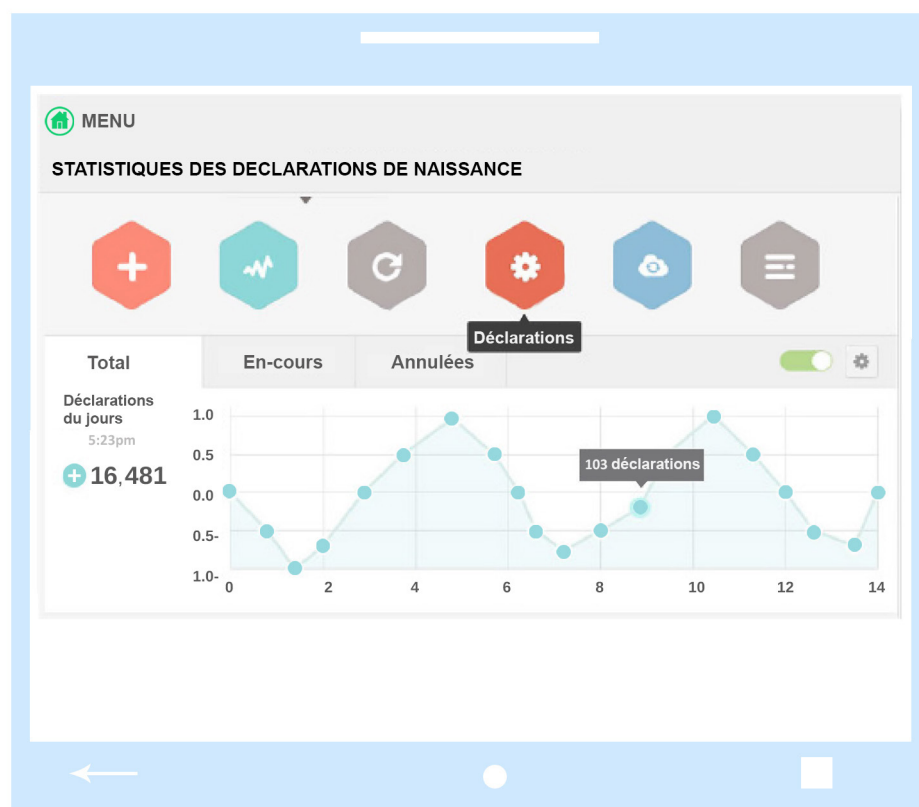 MENU
STATISTIQUES DES DECLARATIONS DE NAISSANCE
Déclarations
Total
En-cours
Annulées
Déclarations
du jours
5:23pm
16,481
103 déclarations
1.0
0.5
0.0
0.5-
1.0-
0 2 4 6 8 10 12 14